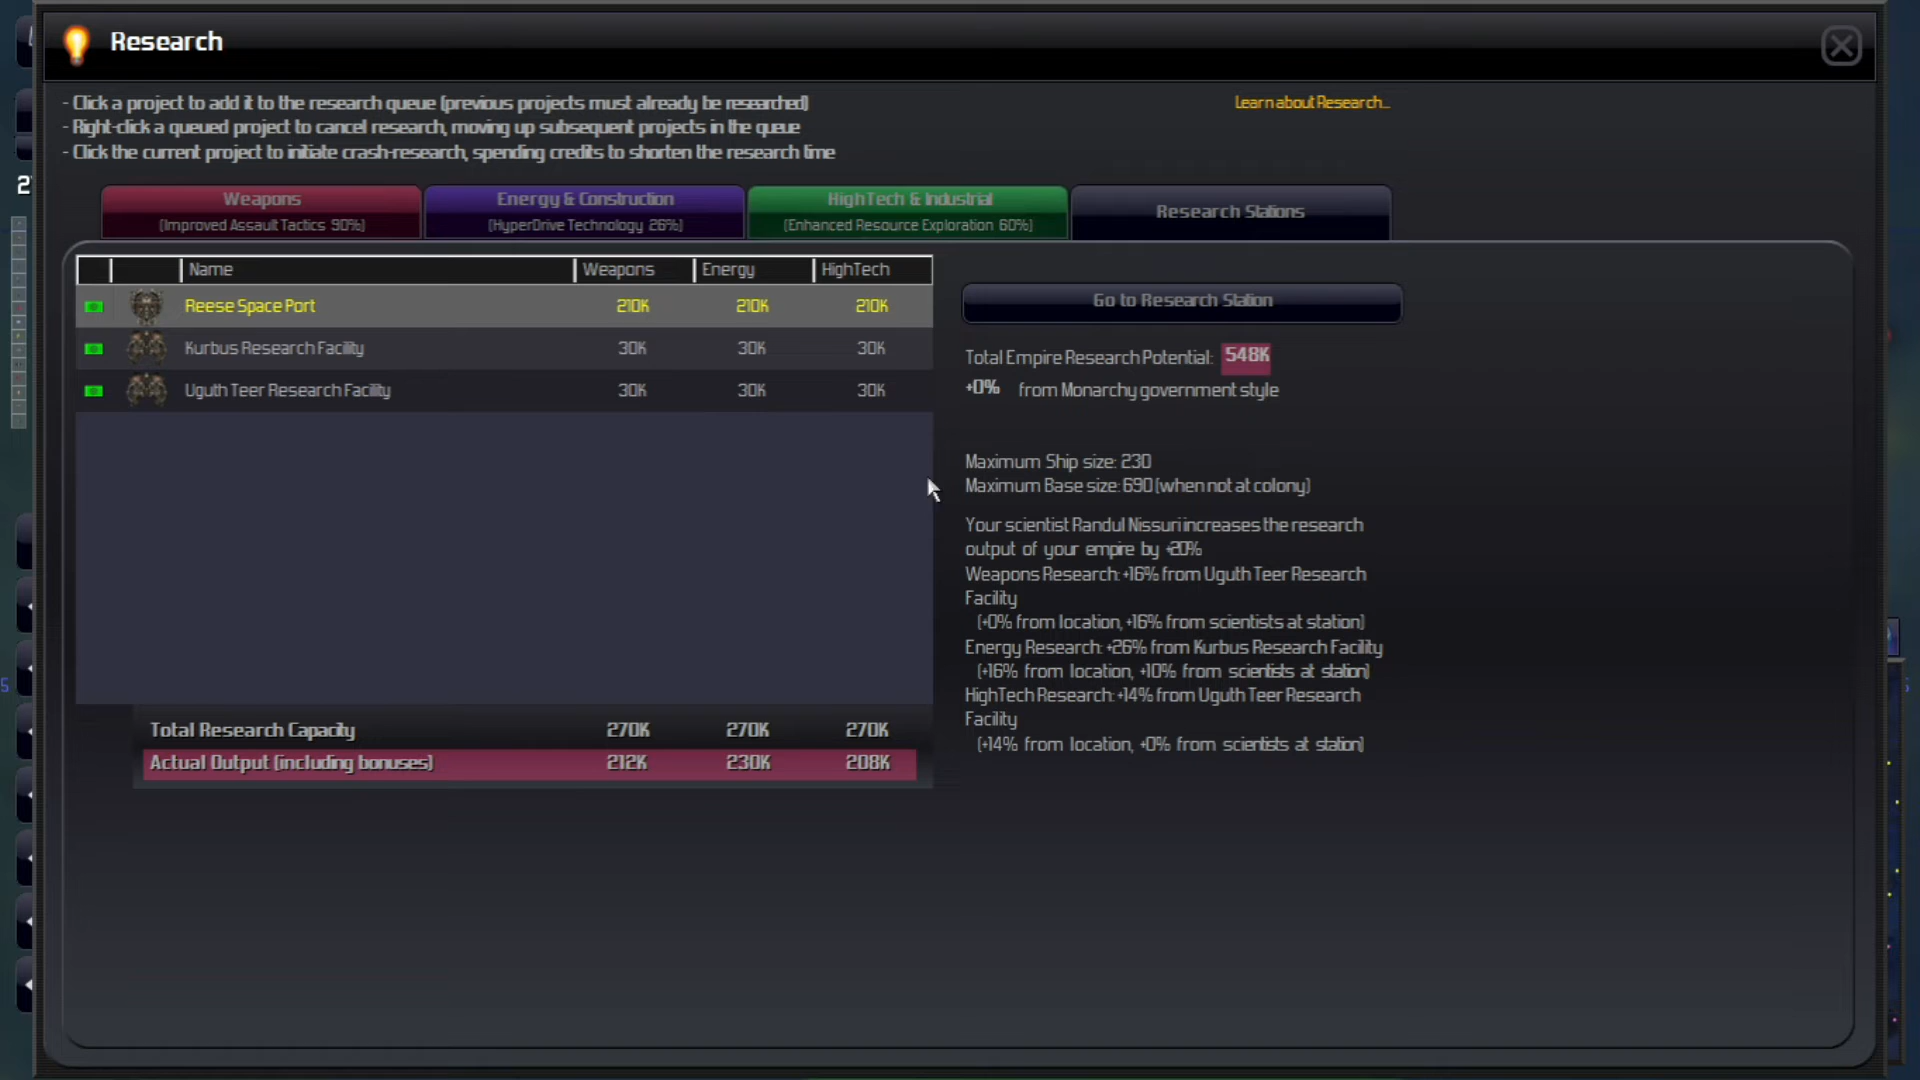 Research
- Click a project to add it to the research queue (previous projects must already be researched)
- Right-click a queued project to cancel research, moving up subsequent projects in the queue
- Click the current project to initiate crash-research, spending credits to shorten the research time
Learn about Research...
Weapons
(Improved Assault Tactics 90%)
Energy & Construction
(HyperDrive Technology 26%)
HighTech & Industrial
(Enhanced Resource Exploration 60%)
Research Stations
Name Weapons Energy HighTech
Reese Space Port 210K 210K 210K
Kurbus Research Facility 30K 30K 30K
Uguth Teer Research Facility 30K 30K 30K
Total Research Capacity 270K 270K 270K
Actual Output (including bonuses) 212K 230K 208K
Go to Research Station
Total Empire Research Potential: 548K
+0% from Monarchy government style
Maximum Ship size: 230
Maximum Base size: 690 (when not at colony)
Your scientist Randul Nissuri increases the research
output of your empire by +20%
Weapons Research: +16% from Uguth Teer Research
Facility
(+0% from location, +16% from scientists at station)
Energy Research: +26% from Kurbus Research Facility
(+16% from location, +10% from scientists at station)
HighTech Research: +14% from Uguth Teer Research
Facility
(+14% from location, +0% from scientists at station)